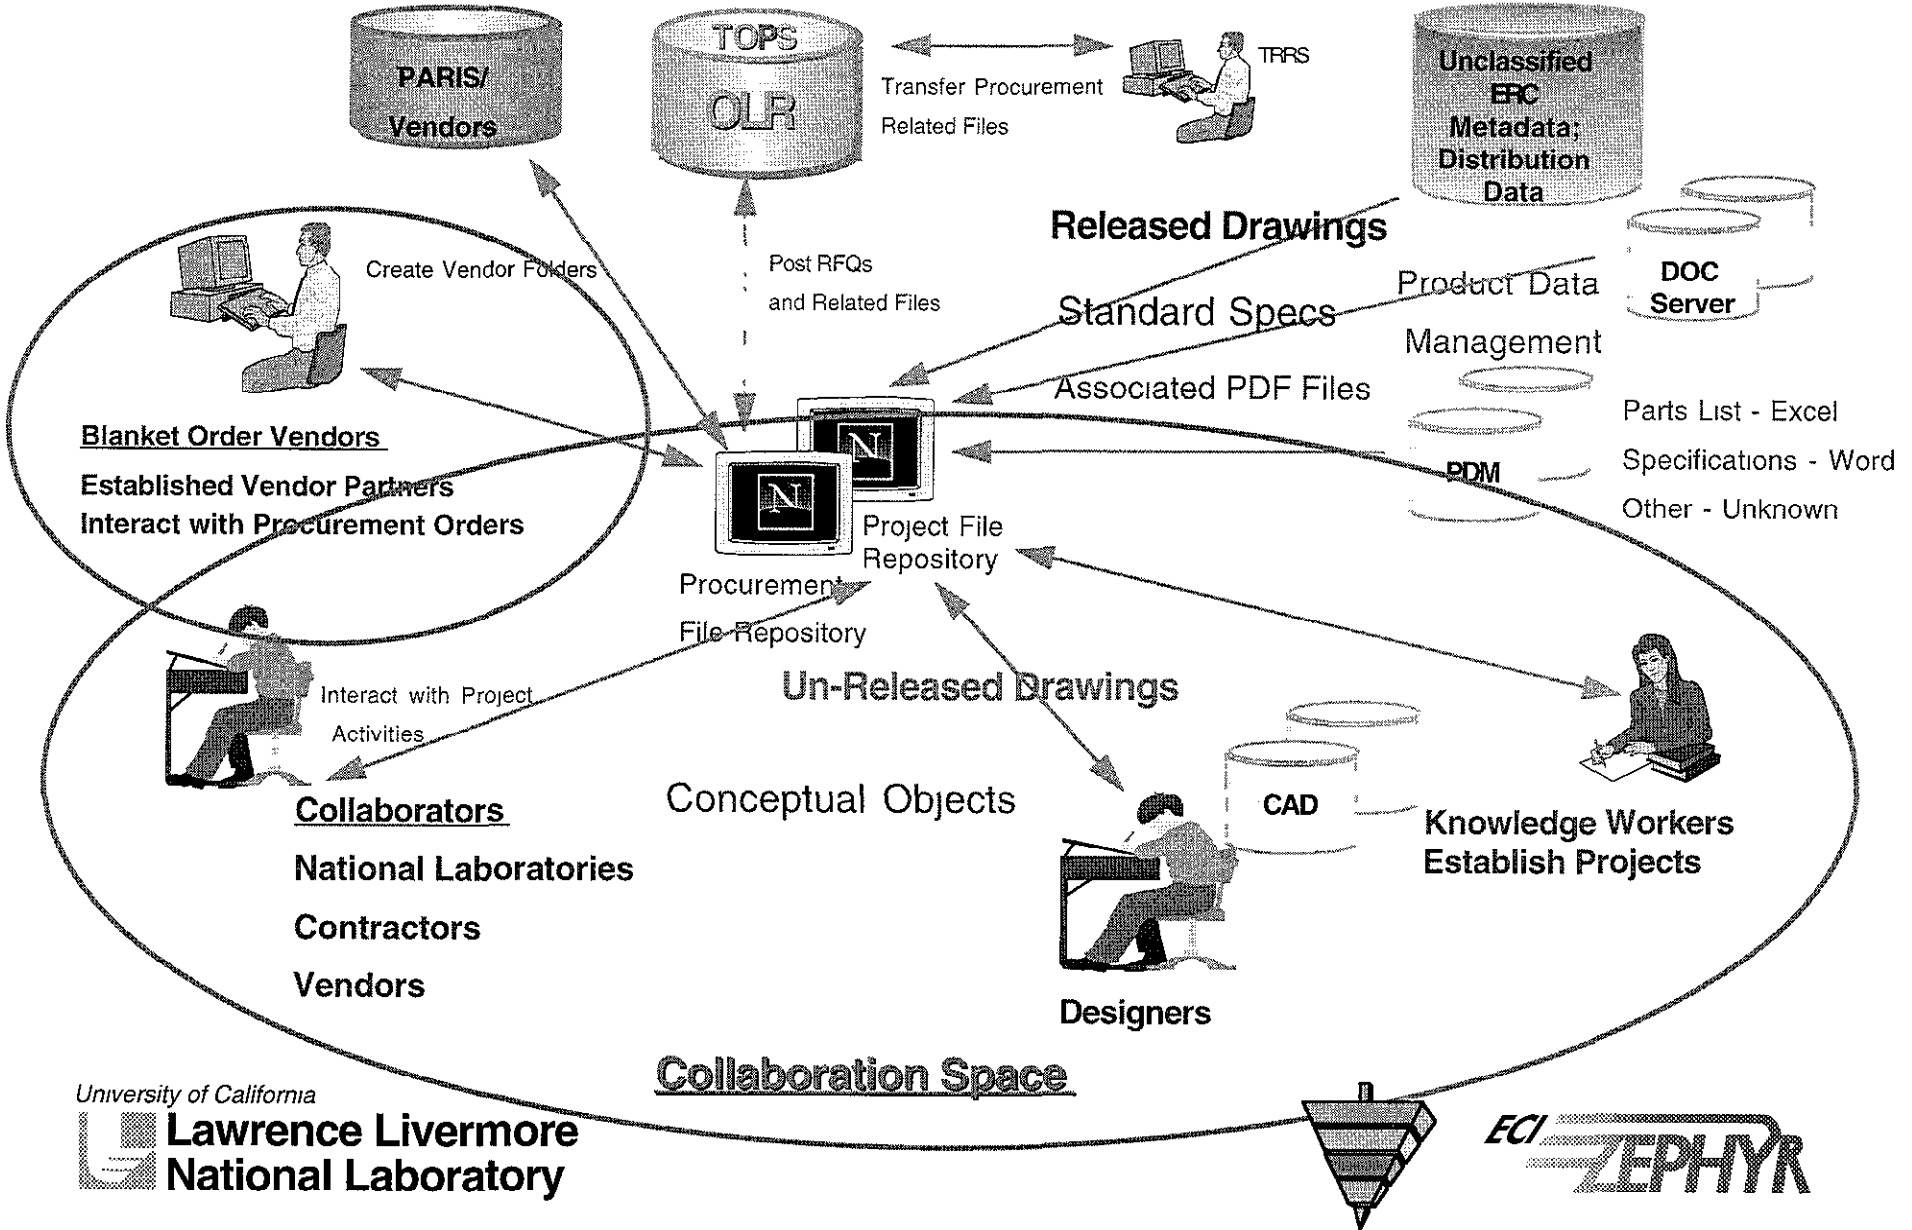 PARIS/
Vendors
TOPS
OLR
Transfer Procurement
Related Files
TRRS
Unclassified
ERC
Metadata;
Distribution
Data
Create Vendor Folders
Post RFQs
and Related Files
Released Drawings
Standard Specs
Associated PDF Files
Product Data
Management
DOC
Server
Blanket Order Vendors
Established Vendor Partners
Interact with Procurement Orders
N
N
PDM
Parts List - Excel
Specifications - Word
Other - Unknown
Project File
Repository
Procurement
File Repository
Interact with Project
Activities
Un-Released Drawings
Conceptual Objects
CAD
Collaborators
National Laboratories
Contractors
Vendors
Knowledge Workers
Establish Projects
Designers
Collaboration Space
University of California
Lawrence Livermore
National Laboratory
ECI
ZEPHYR